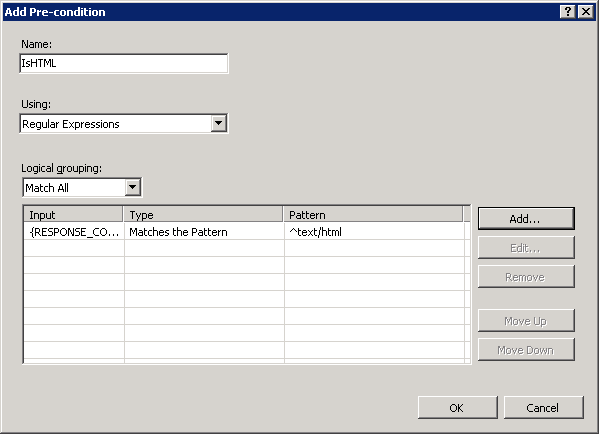 Add Pre-condition
Name:
IsHTML
Using:
Regular Expressions
Logical grouping:
Match All
Input Type Pattern
{RESPONSE_CO... Matches the Pattern ^text/html
Add...
Edit...
Remove
Move Up
Move Down
OK Cancel